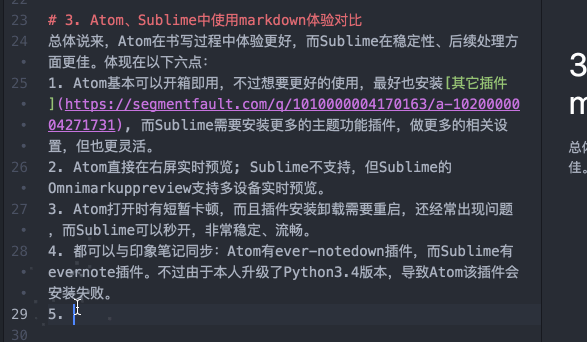 22
23 # 3. Atom、Sublime中使用markdown体验对比
24 总体说来，Atom在书写过程中体验更好，而Sublime在稳定性、后续处理方
面更佳。体现在以下六点：
25 1. Atom基本可以开箱即用，不过想要更好的使用，最好也安装[其它插件
](https://segmentfault.com/q/1010000004170163/a-10200000
04271731)，而Sublime需要安装更多的主题功能插件，做更多的相关设
置，但也更灵活。
26 2. Atom直接在右屏实时预览；Sublime不支持，但Sublime的
Omnimarkuppreview支持多设备实时预览。
27 3. Atom打开时有短暂卡顿，而且插件安装卸载需要重启，还经常出现问题
，而Sublime可以秒开，非常稳定、流畅。
28 4. 都可以与印象笔记同步：Atom有ever-notedown插件，而Sublime有
evernote插件。不过由于本人升级了Python3.4版本，导致Atom该插件会
安装失败。
29 5.
30
3
m
总体
佳。